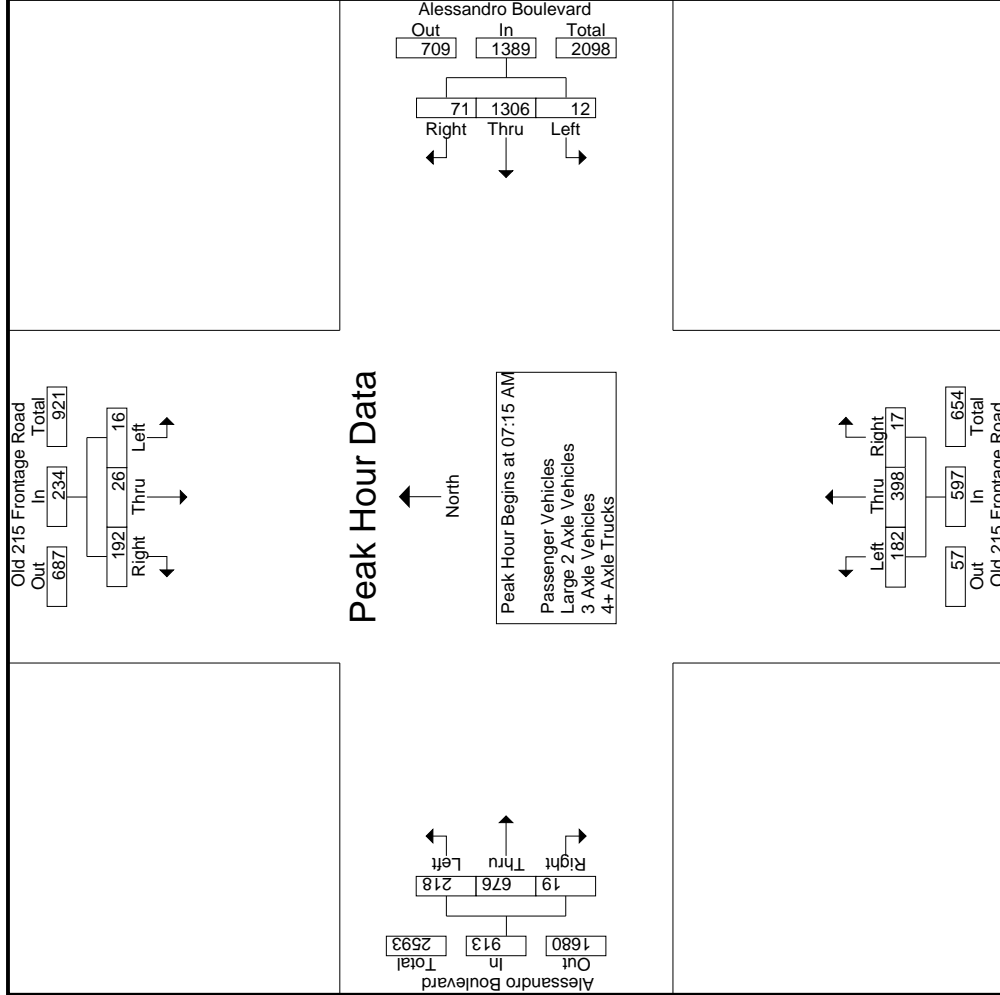 Alessandro Boulevard
Out In Total
709 1389 2098
71 1306 12
Right Thru Left
Old 215 Frontage Road
Out In Total
687 234 921
192 26 16
Right Thru Left
Peak Hour Data
North
Peak Hour Begins at 07:15 AM
Passenger Vehicles
Large 2 Axle Vehicles
3 Axle Vehicles
4+ Axle Trucks
Left Thru Right
182 398 17
57 597 654
Out In Total
Old 215 Frontage Road
Left Thru Right
218 676 19
2593 913 1680
Total In Out
Alessandro Boulevard